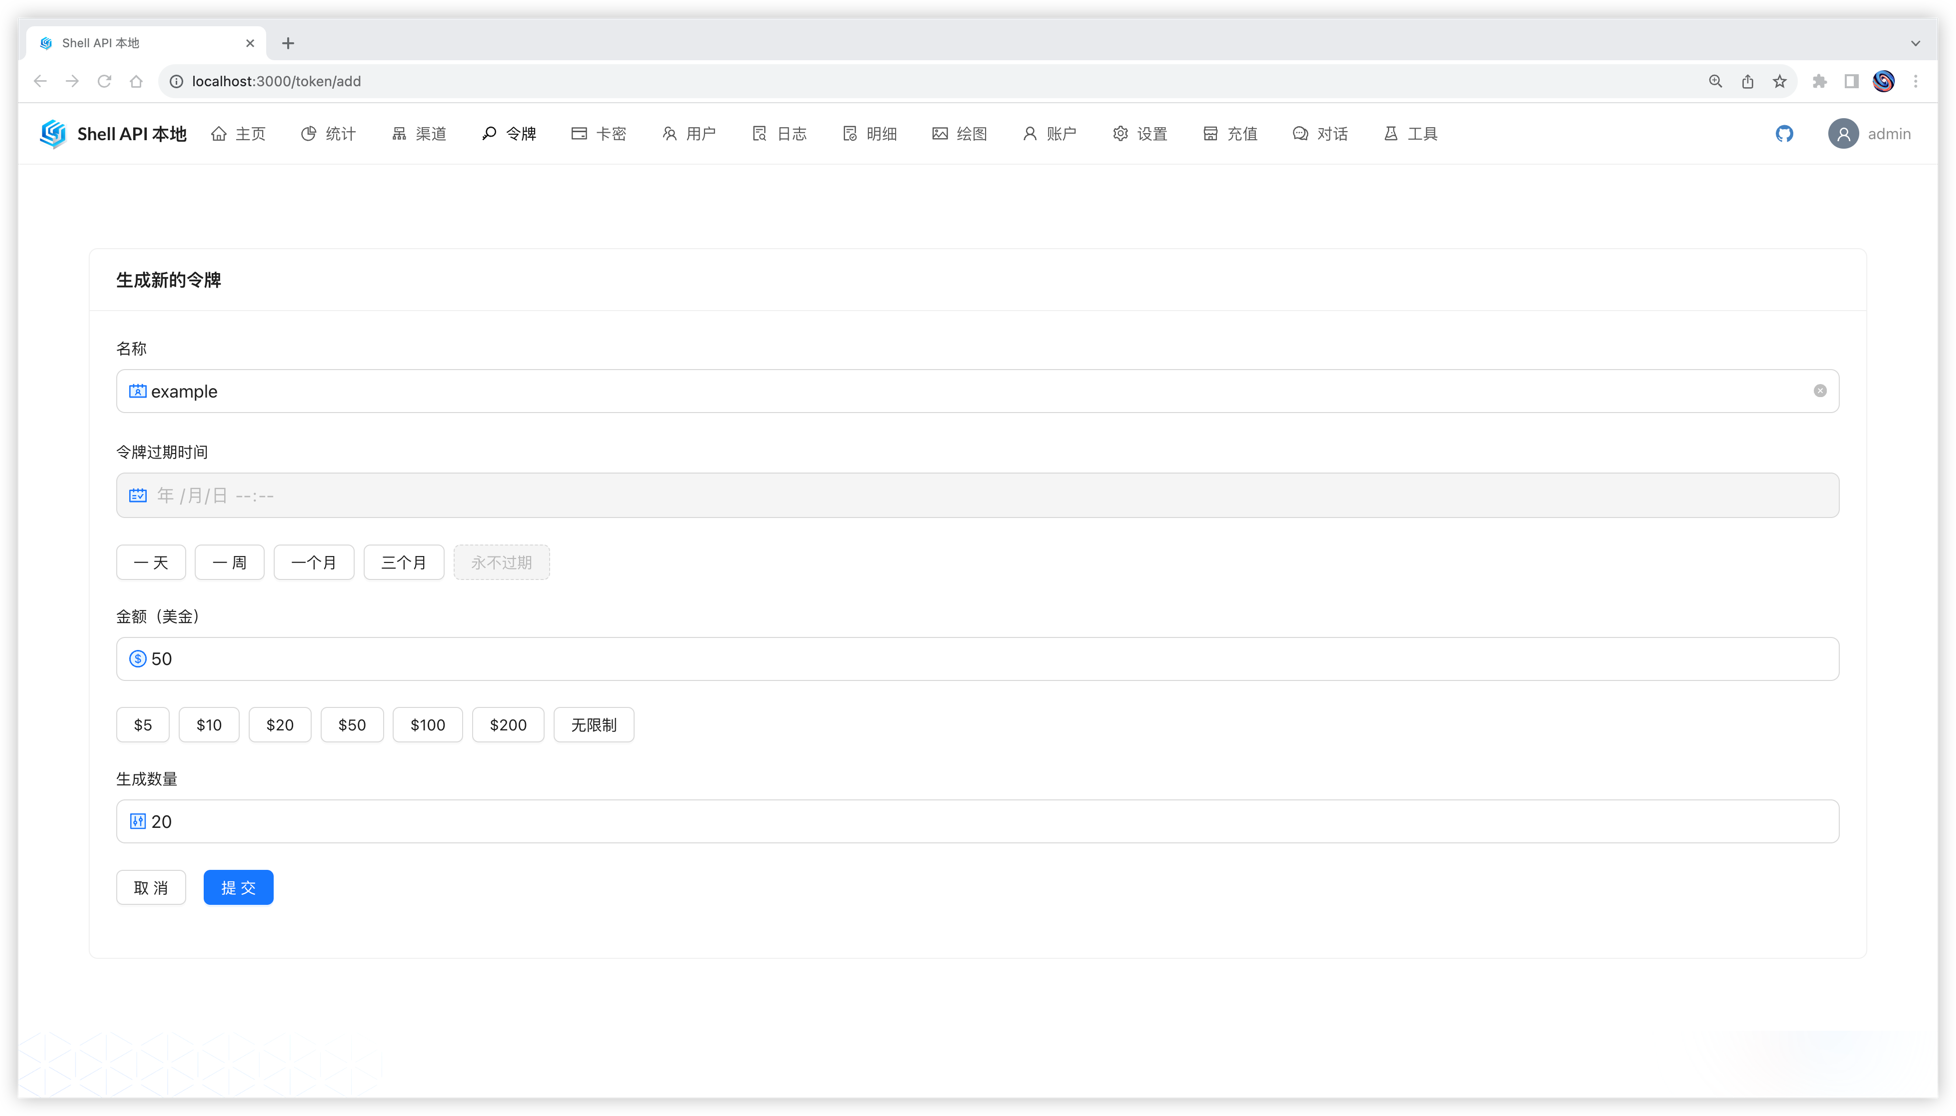 Shell API 本地
localhost:3000/token/add
Shell API 本地 主页 统计 渠道 令牌 卡密 用户 日志 明细 绘图 账户 设置 充值 对话 工具 admin
生成新的令牌
名称
example
令牌过期时间
年 /月/日 --:--
一 天 一 周 一个月 三个月 永不过期
金额（美金）
50
$5 $10 $20 $50 $100 $200 无限制
生成数量
20
取 消 提 交